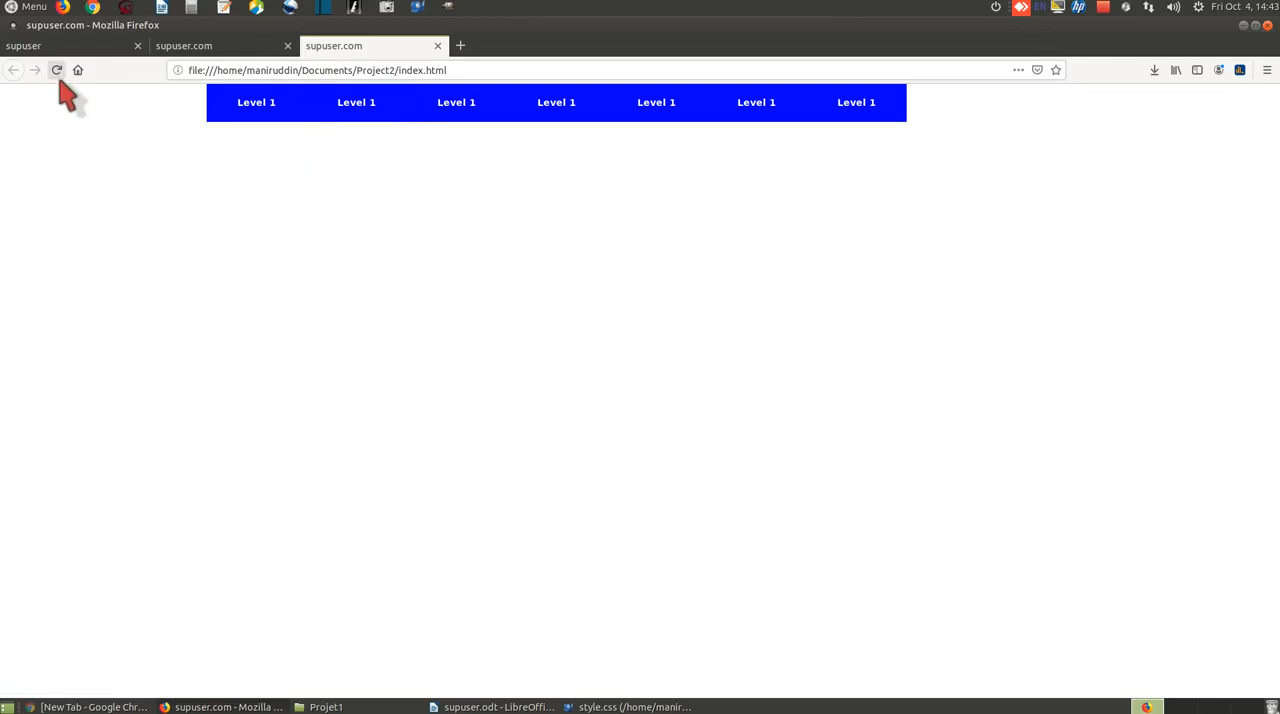 Menu EN Fri Oct 4, 14:43
supuser.com - Mozilla Firefox
supuser supuser.com supuser.com
file:///home/maniruddin/Documents/Project2/index.html
Level 1 Level 1 Level 1 Level 1 Level 1 Level 1 Level 1
[New Tab - Google Chr... supuser.com - Mozilla ... Projet1 supuser.odt - LibreOffi... style.css (/home/manir...